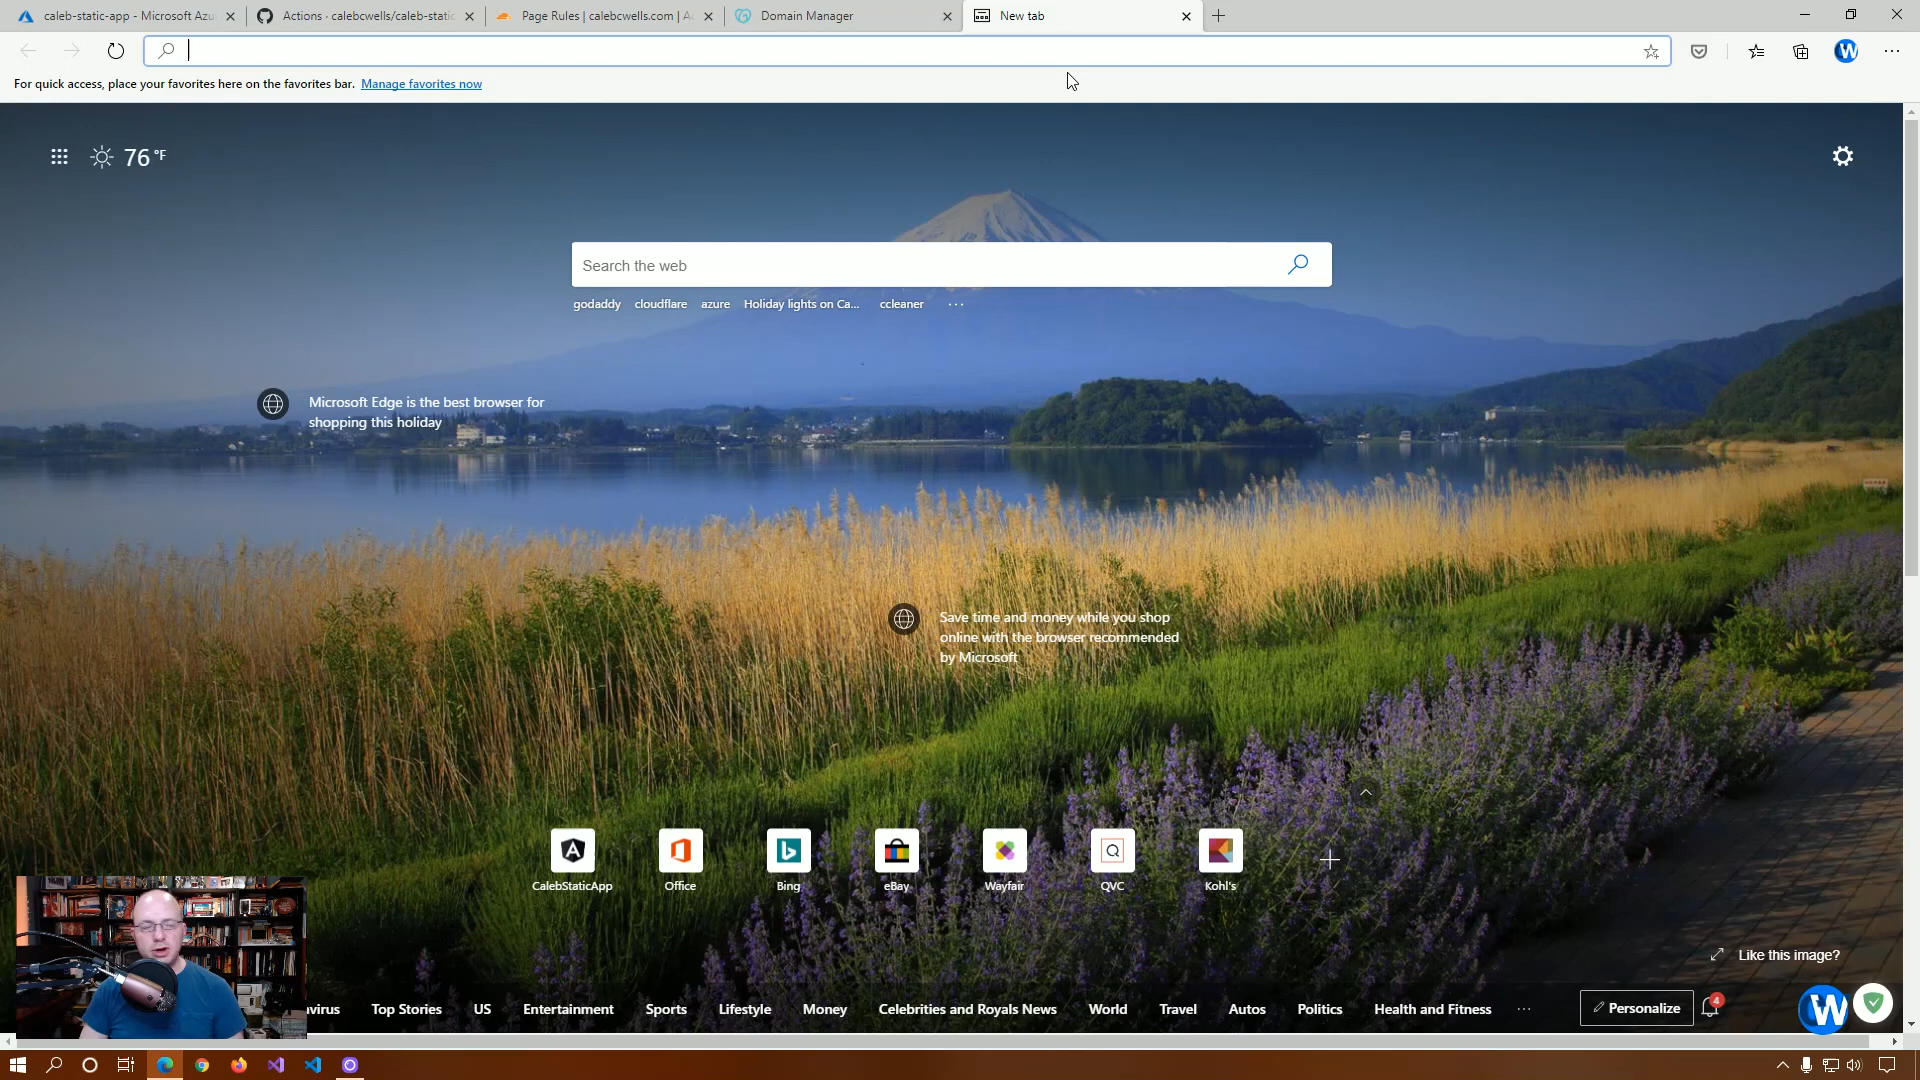 caleb-static-app - Microsoft Azu
Actions · calebcwells/caleb-static
Page Rules | calebcwells.com | Ac
Domain Manager
New tab
For quick access, place your favorites here on the favorites bar. Manage favorites now
76 °F
Search the web
godaddy cloudflare azure Holiday lights on Ca... ccleaner ...
Microsoft Edge is the best browser for
shopping this holiday
Save time and money while you shop
online with the browser recommended
by Microsoft
CalebStaticApp Office Bing eBay Wayfair QVC Kohl's
Like this image?
avirus Top Stories US Entertainment Sports Lifestyle Money Celebrities and Royals News World Travel Autos Politics Health and Fitness ... Personalize 4